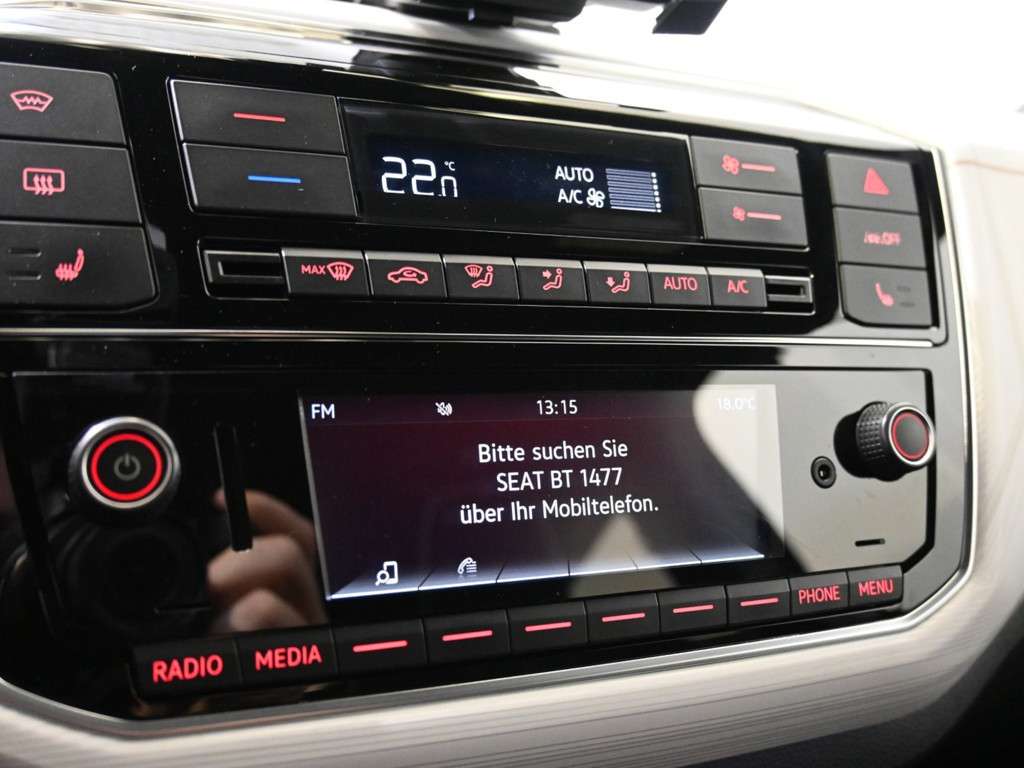 22 °C
AUTO
A/C
OFF
MAX
AUTO
A/C
FM
13:15
18.0°C
Bitte suchen Sie
SEAT BT 1477
über Ihr Mobiltelefon.
RADIO
MEDIA
PHONE
MENU